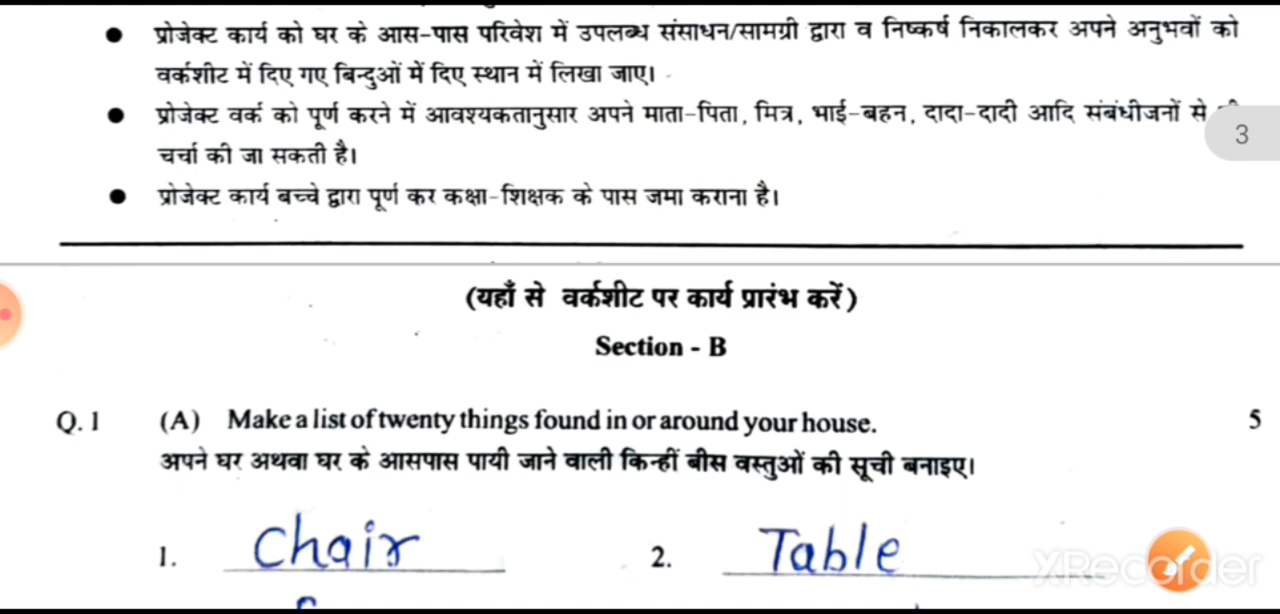 ● प्रोजेक्ट कार्य को घर के आस-पास परिवेश में उपलब्ध संसाधन/सामग्री द्वारा व निष्कर्ष निकालकर अपने अनुभवों को
वर्कशीट में दिए गए बिन्दुओं में दिए स्थान में लिखा जाए।
● प्रोजेक्ट वर्क को पूर्ण करने में आवश्यकतानुसार अपने माता-पिता, मित्र, भाई-बहन, दादा-दादी आदि संबंधीजनों से
3
चर्चा की जा सकती है।
● प्रोजेक्ट कार्य बच्चे द्वारा पूर्ण कर कक्षा-शिक्षक के पास जमा कराना है।
(यहाँ से वर्कशीट पर कार्य प्रारंभ करें)
Section - B
Q. 1 (A) Make a list of twenty things found in or around your house. 5
अपने घर अथवा घर के आसपास पायी जाने वाली किन्हीं बीस वस्तुओं की सूची बनाइए।
1. Chair 2. Table
XRecorder